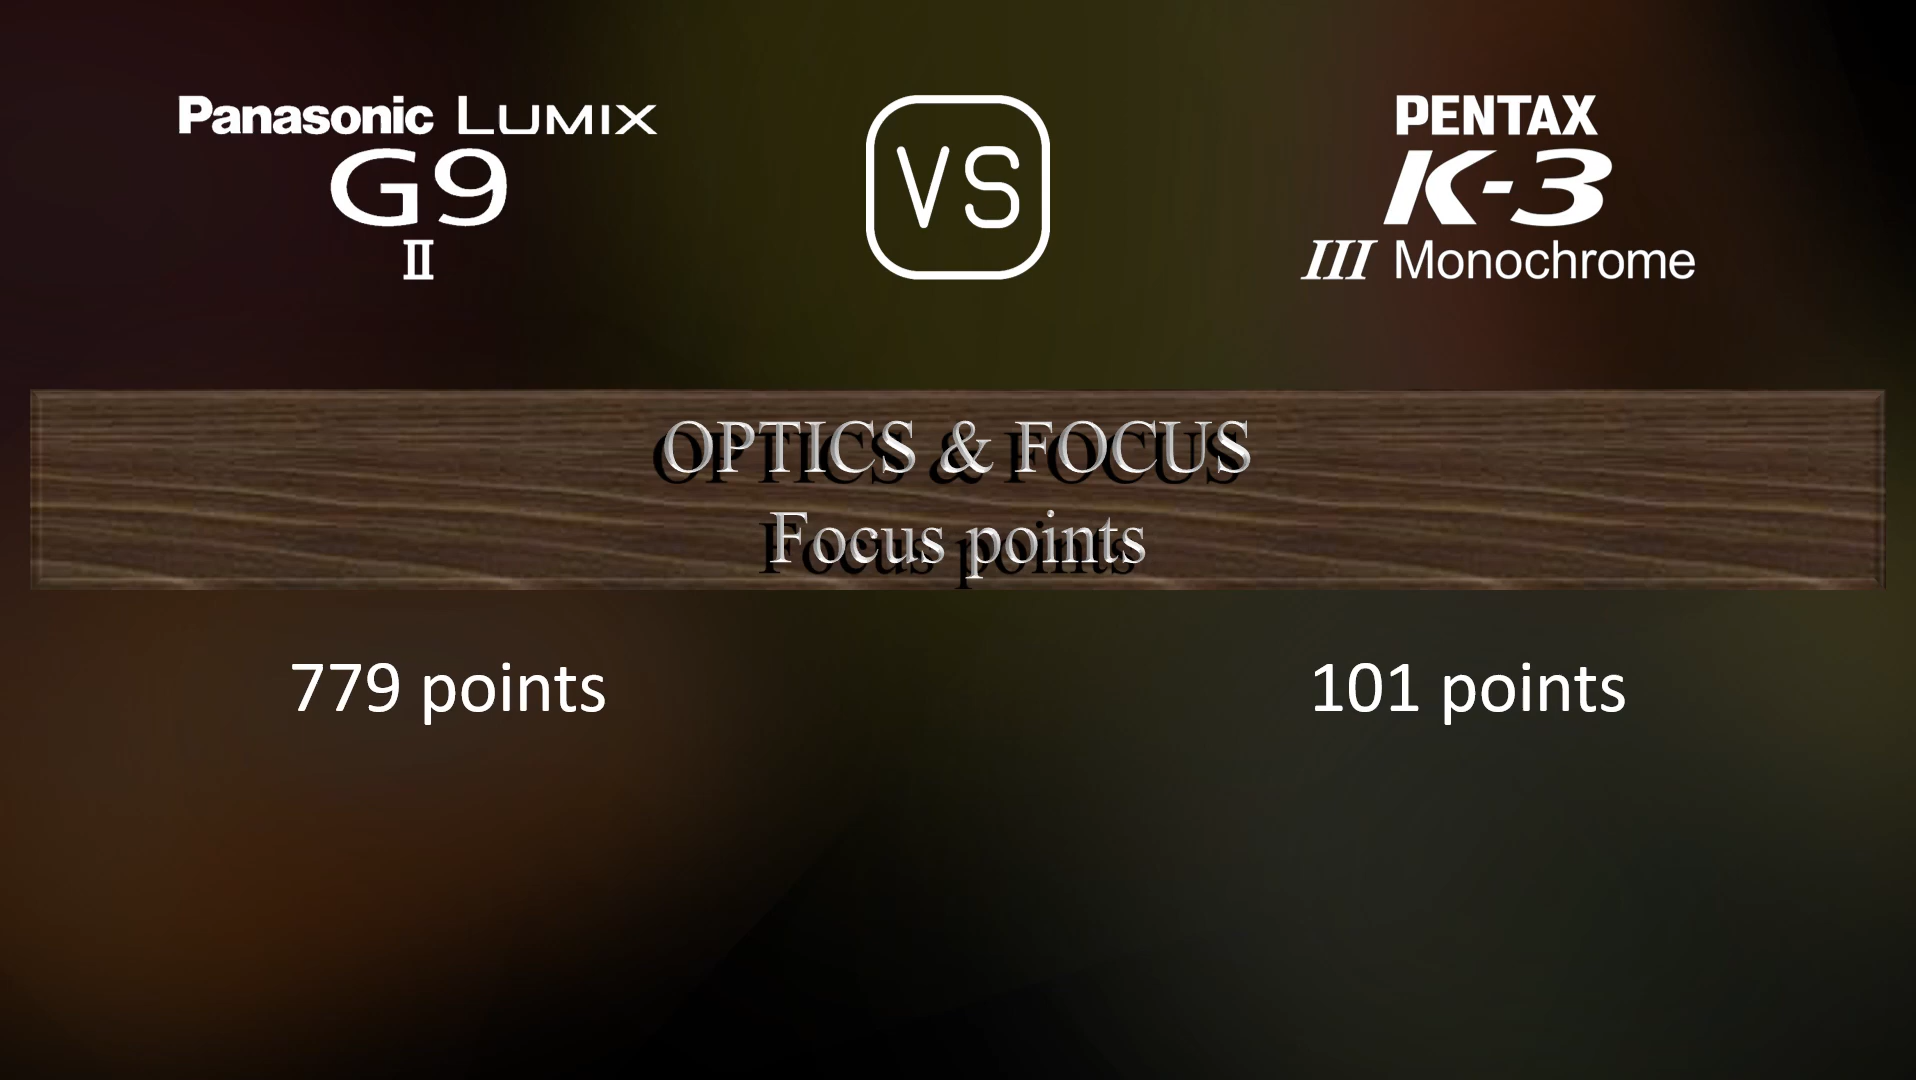 Panasonic LUMIX
G9
II
VS
PENTAX
K-3
III Monochrome
OPTICS & FOCUS
Focus points
779 points
101 points